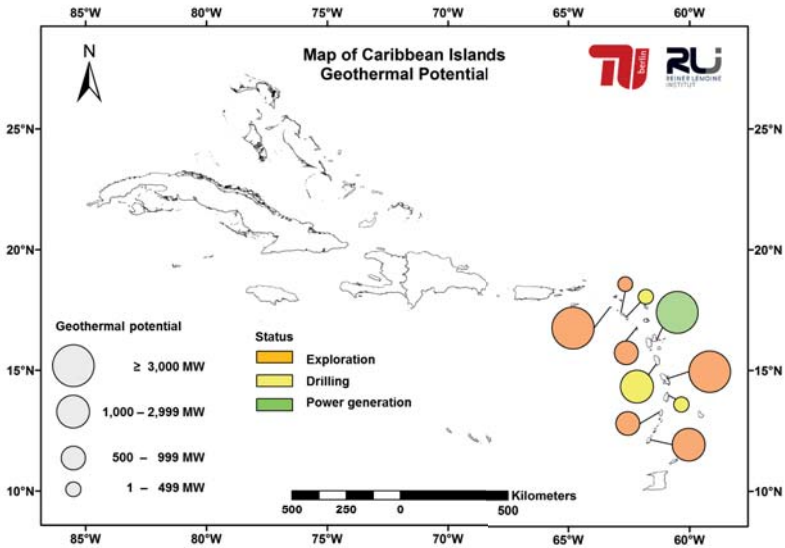 85°W 80°W 75°W 70°W 65°W 60°W
N
Map of Caribbean Islands
Geothermal Potential
berlin
REINER LEMOINE
INSTITUT
25°N 25°N
20°N 20°N
15°N 15°N
10°N 10°N
Geothermal potential
≥ 3,000 MW
1,000 – 2,999 MW
500 – 999 MW
1 – 499 MW
Status
Exploration
Drilling
Power generation
Kilometers
500 250 0 500
85°W 80°W 75°W 70°W 65°W 60°W